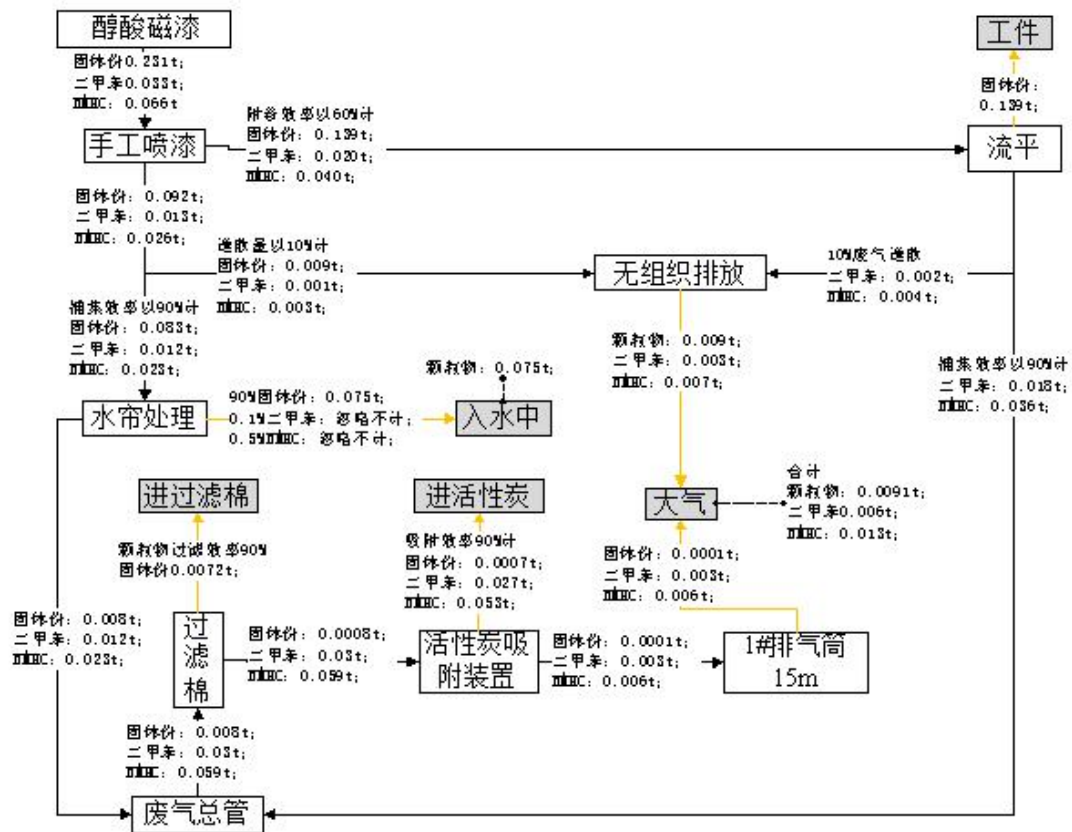 醇酸磁漆
固体份0.231t;
二甲苯0.033t;
NMHC: 0.066t
手工喷漆
附着效率以60%计
固体份: 0.139t;
二甲苯: 0.020t;
NMHC: 0.040t;
工件
固体份:
0.139t;
流平
固体份: 0.092t;
二甲苯: 0.013t;
NMHC: 0.026t;
逸散量以10%计
固体份: 0.009t;
二甲苯: 0.001t;
NMHC: 0.003t;
无组织排放
10%废气逸散
二甲苯: 0.002t;
NMHC: 0.004t;
捕集效率以90%计
固体份: 0.083t;
二甲苯: 0.012t;
NMHC: 0.023t;
颗粒物: 0.009t;
二甲苯: 0.003t;
NMHC: 0.007t;
捕集效率以90%计
二甲苯: 0.018t;
NMHC: 0.036t;
颗粒物: 0.075t;
水帘处理
90%固体份: 0.075t;
0.1%二甲苯: 忽略不计;
0.5%NMHC: 忽略不计;
入水中
进过滤棉
进活性炭
大气
合计
颗粒物: 0.0091t;
二甲苯0.006t;
NMHC: 0.013t;
颗粒物过滤效率90%
固体份0.0072t;
吸附效率90%计
固体份: 0.0007t;
二甲苯: 0.027t;
NMHC: 0.053t;
固体份: 0.0001t;
二甲苯: 0.003t;
NMHC: 0.006t;
固体份: 0.008t;
二甲苯: 0.012t;
NMHC: 0.023t;
过滤棉
固体份: 0.0008t;
二甲苯: 0.03t;
NMHC: 0.059t;
活性炭吸
附装置
固体份: 0.0001t;
二甲苯: 0.003t;
NMHC: 0.006t;
1#排气筒
15m
固体份: 0.008t;
二甲苯: 0.03t;
NMHC: 0.059t;
废气总管